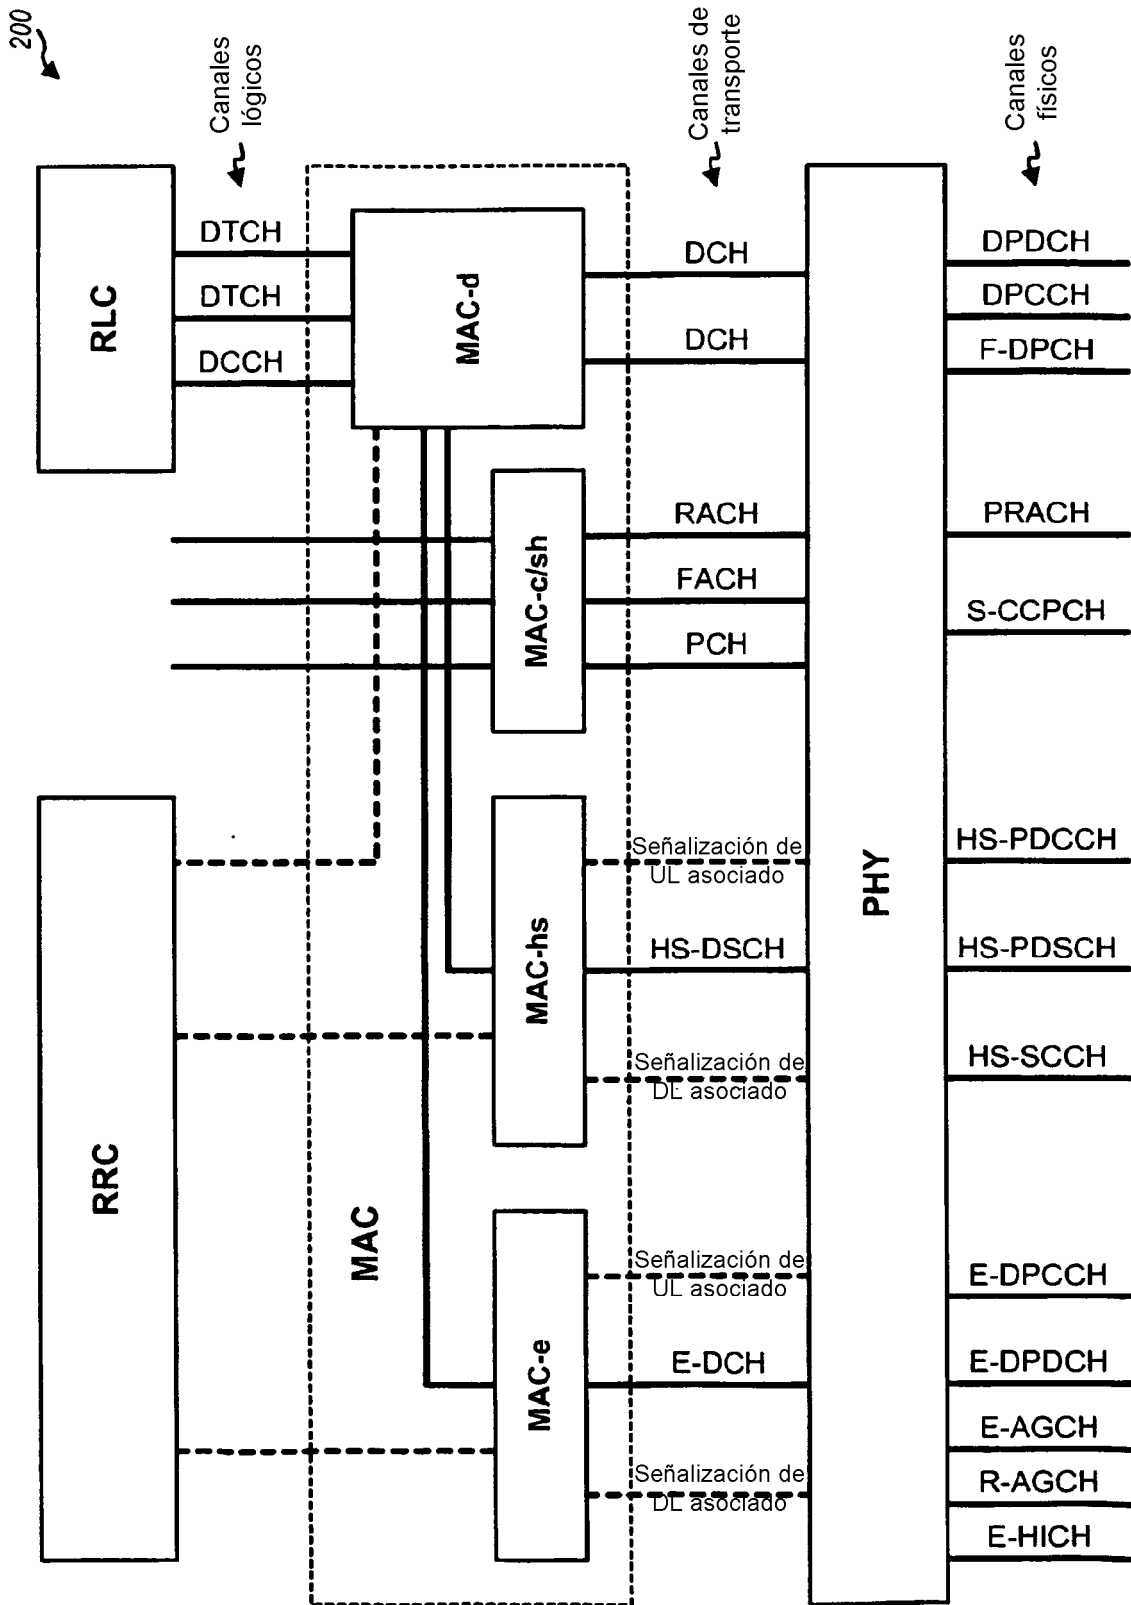 200
Canales
lógicos
Canales de
transporte
Canales
físicos
RLC
DTCH
DTCH
DCCH
MAC-d
DCH
DCH
DPDCH
DPCCH
F-DPCH
MAC-c/sh
RACH
FACH
PCH
PRACH
S-CCPCH
RRC
MAC
MAC-hs
Señalización de
UL asociado
HS-DSCH
Señalización de
DL asociado
PHY
HS-PDCCH
HS-PDSCH
HS-SCCH
MAC-e
Señalización de
UL asociado
E-DCH
Señalización de
DL asociado
E-DPCCH
E-DPDCH
E-AGCH
R-AGCH
E-HICH